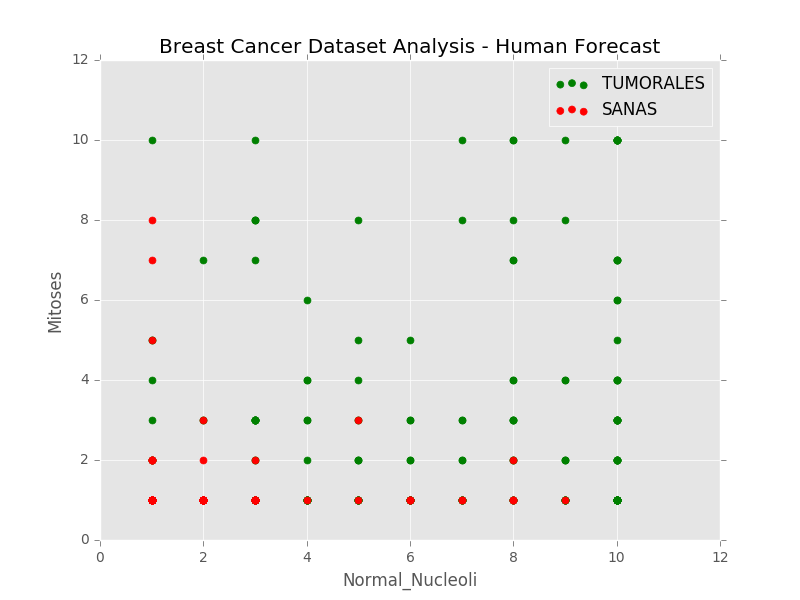 Breast Cancer Dataset Analysis - Human Forecast
TUMORALES
SANAS
12
10
8
6
4
2
0
Mitoses
0 2 4 6 8 10 12
Normal_Nucleoli